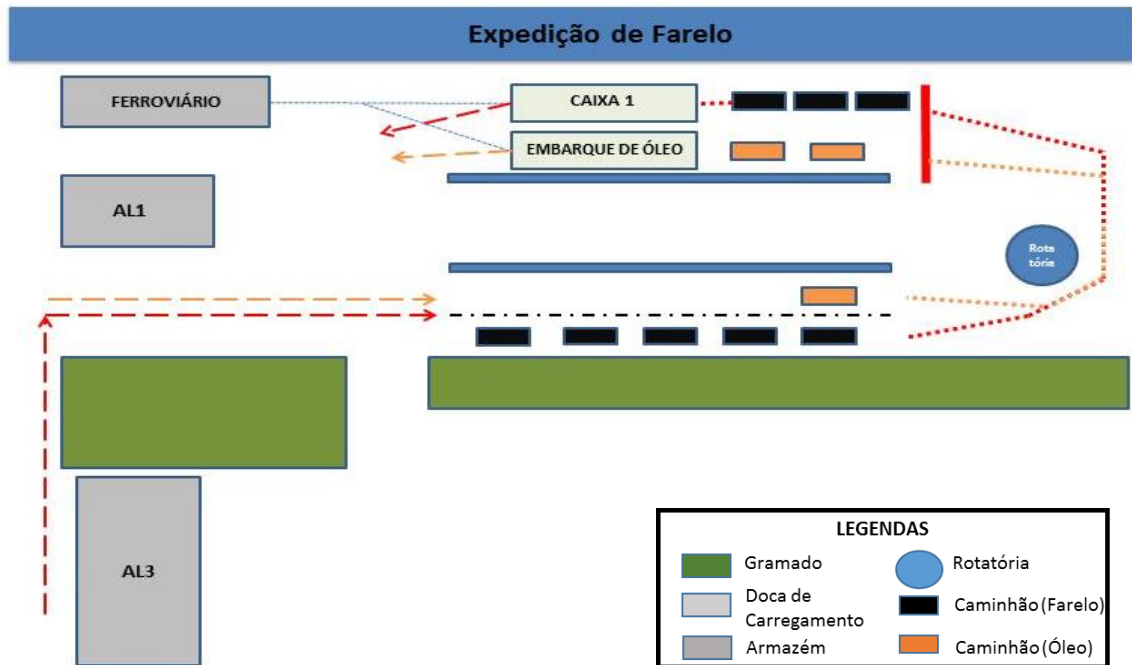 Expedição de Farelo
FERROVIÁRIO
CAIXA 1
EMBARQUE DE ÓLEO
AL1
Rota
tória
AL3
LEGENDAS
Gramado
Rotatória
Doca de
Carregamento
Caminhão (Farelo)
Armazém
Caminhão (Óleo)